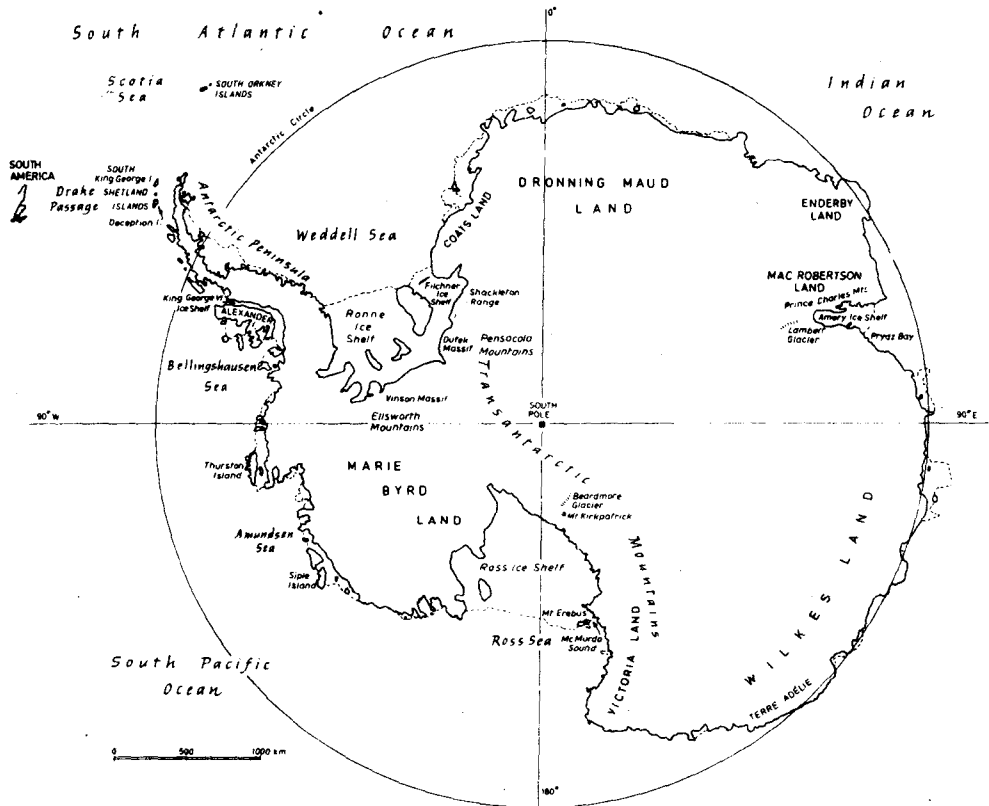 0°
South Atlantic Ocean
Scotia
Sea
SOUTH ORKNEY
ISLANDS
Indian
Ocean
Antarctic Circle
SOUTH
AMERICA
SOUTH
King George I
Drake SHETLAND
Passage ISLANDS
Deception I
Antarctic Peninsula
Weddell Sea
COATS LAND
DRONNING MAUD
LAND
ENDERBY
LAND
MAC ROBERTSON
LAND
Prince Charles Mts
Amery Ice Shelf
Lambert
Glacier
Prydz Bay
King George VI
Ice Shelf
ALEXANDER
I
Filchner
Ice
Shelf
Shackleton
Range
Ronne
Ice
Shelf
Dufek
Massif
Pensacola
Mountains
Bellingshausen
Sea
Vinson Massif
Ellsworth
Mountains
Transantarctic
Mountains
SOUTH
POLE
90° W
90° E
Thurston
Island
MARIE
BYRD
LAND
Beardmore
Glacier
Mt Kirkpatrick
Amundsen
Sea
Siple
Island
Ross Ice Shelf
Mt Erebus
Ross Sea
McMurdo
Sound
VICTORIA LAND
WILKES LAND
TERRE ADÉLIE
South Pacific
Ocean
0 500 1000 km
180°